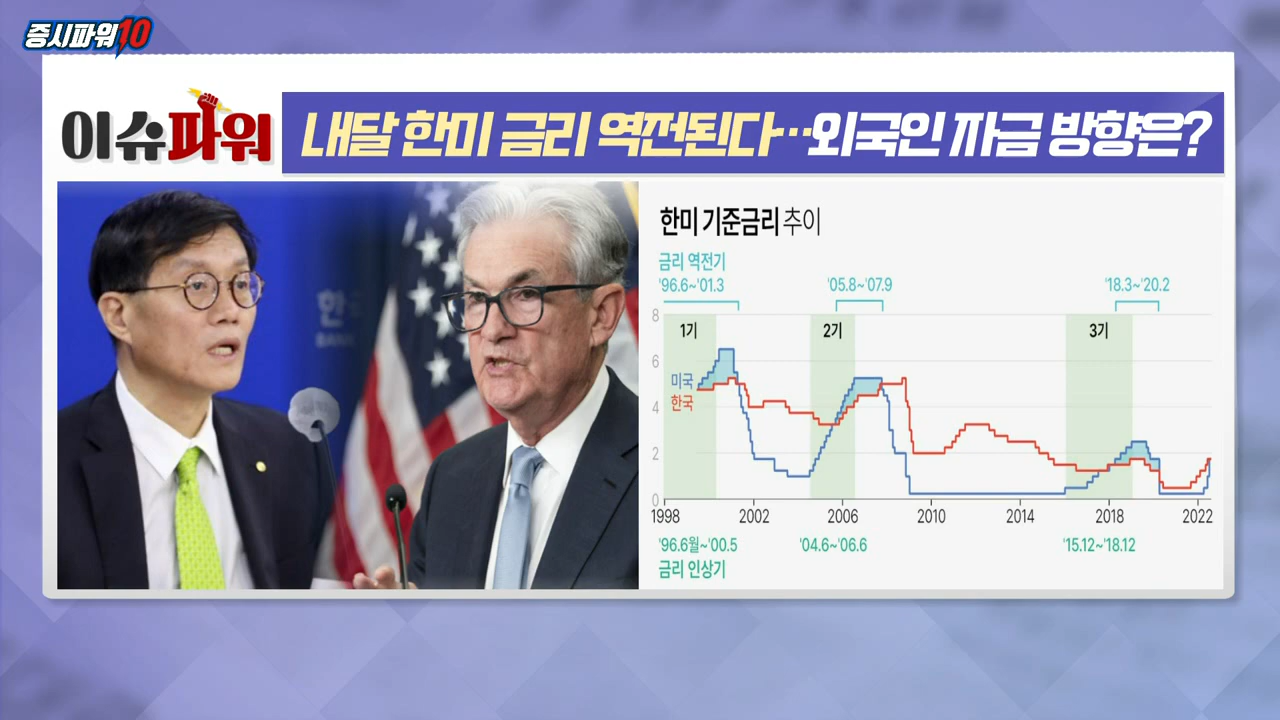 증시파워10
이슈파워
내달 한미 금리 역전된다…외국인 자금 방향은?
한미 기준금리 추이
금리 역전기
'96.6~'01.3
'05.8~'07.9
'18.3~'20.2
8
1기
2기
3기
6
미국
4
한국
2
0
1998
2002
2006
2010
2014
2018
2022
'96.6월~'00.5
'04.6~'06.6
'15.12~'18.12
금리 인상기